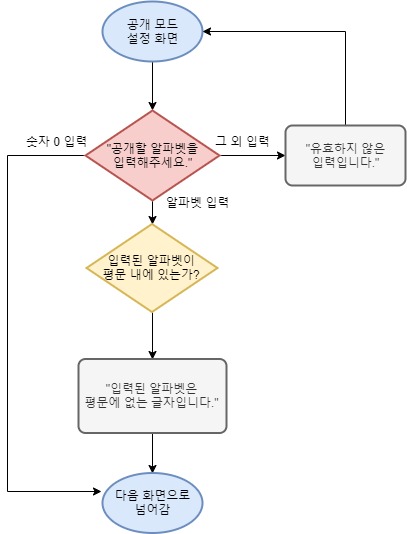 공개 모드
설정 화면
숫자 0 입력
"공개할 알파벳을
입력해주세요."
그 외 입력
"유효하지 않은
입력입니다."
알파벳 입력
입력된 알파벳이
평문 내에 있는가?
"입력된 알파벳은
평문에 없는 글자입니다."
다음 화면으로
넘어감